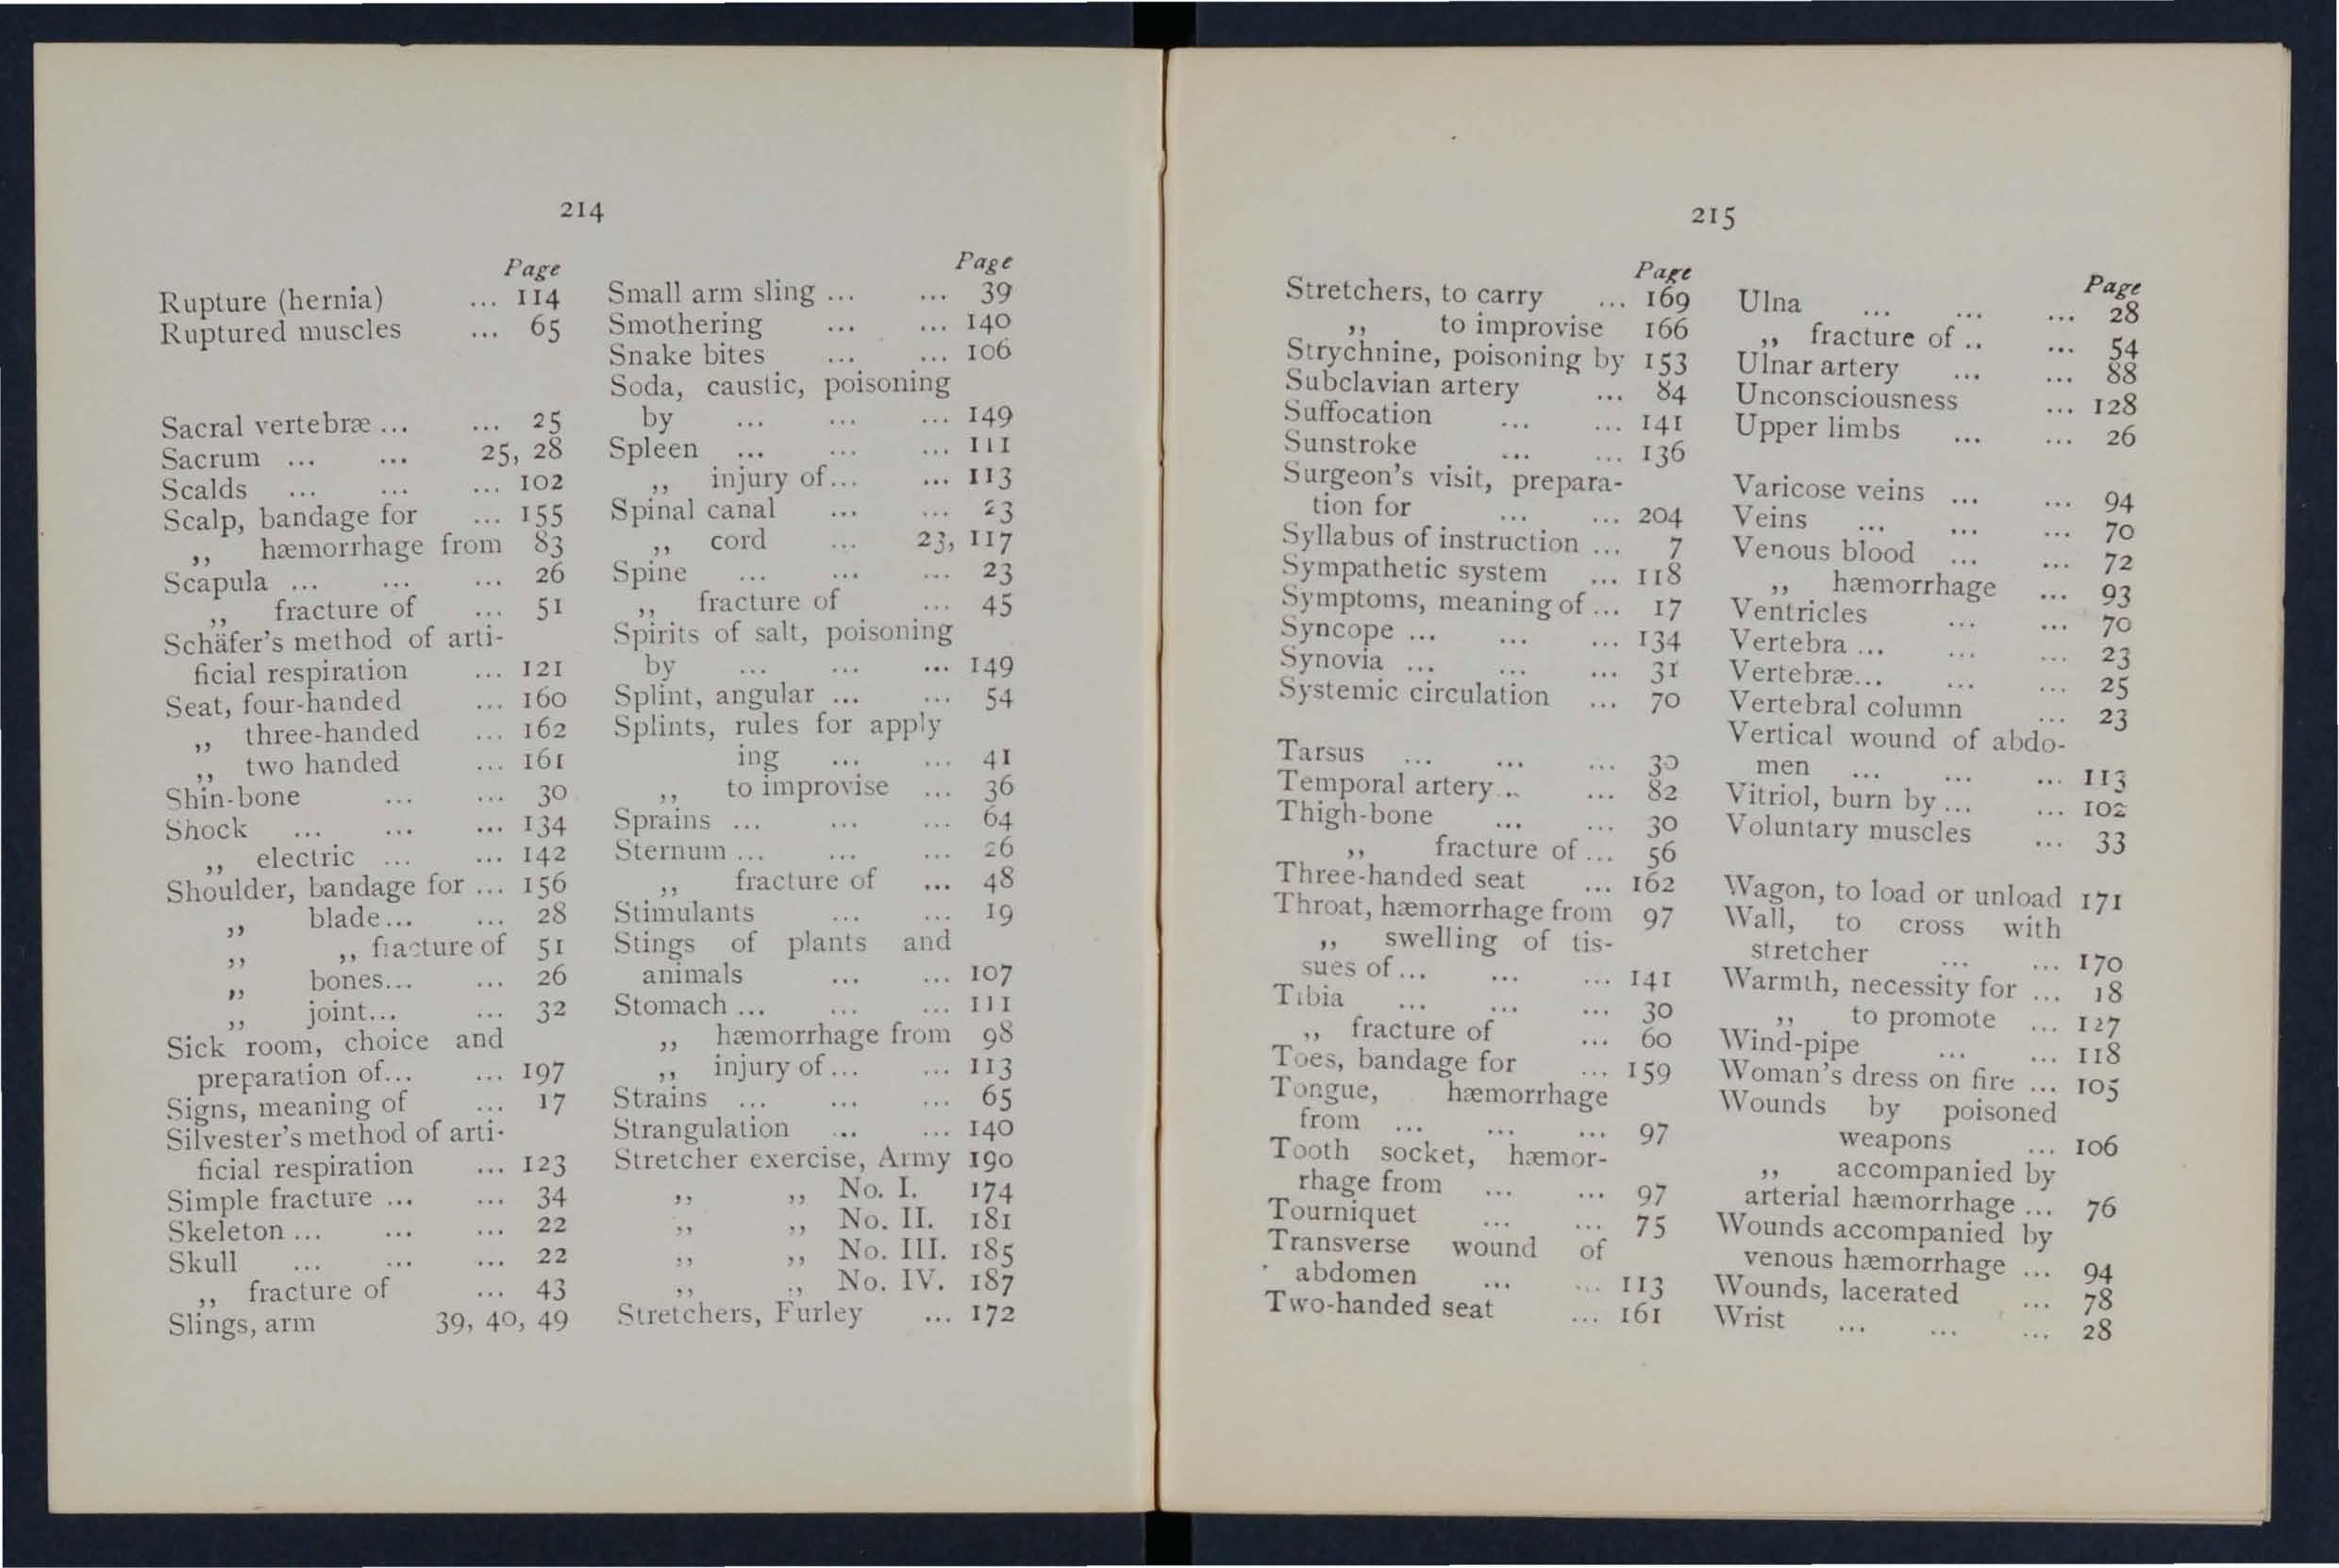 214
Page
Rupture (hernia) ... 114
Ruptured muscles ... 65
Sacral vertebræ ... ... 25
Sacrum ... ... 25, 28
Scalds ... ... ... 102
Scalp, bandage for ... 155
,, hæmorrhage from 83
Scapula ... ... ... 26
,, fracture of ... 51
Schäfer's method of arti-
ficial respiration ... 121
Seat, four-handed ... 160
,, three-handed ... 162
,, two handed ... 161
Shin-bone ... ... 30
Shock ... ... ... 134
,, electric ... ... 142
Shoulder, bandage for ... 156
,, blade ... ... 28
,, ,, fracture of 51
,, bones ... ... 26
,, joint ... ... 32
Sick room, choice and
preparation of ... ... 197
Signs, meaning of ... 17
Silvester's method of arti-
ficial respiration ... 123
Simple fracture ... ... 34
Skeleton ... ... ... 22
Skull ... ... ... 22
,, fracture of ... 43
Slings, arm 39, 40, 49
Page
Small arm sling ... ... 39
Smothering ... ... 140
Snake bites ... ... 106
Soda, caustic, poisoning
by ... ... ... 149
Spleen ... ... ... 111
,, injury of ... ... 113
Spinal canal ... ... 23
,, cord ... 23, 117
Spine ... ... ... 23
,, fracture of ... 45
Spirits of salt, poisoning
by ... ... ... 149
Splint, angular ... ... 54
Splints, rules for apply
ing ... ... 41
,, to improvise ... 36
Sprains ... ... ... 64
Sternum ... ... ... 26
,, fracture of ... 48
Stimulants ... ... 19
Stings of plants and
animals ... ... 107
Stomach ... ... ... 111
,, hæmorrhage from 98
,, injury of ... ... 113
Strains ... ... ... 65
Strangulation ... ... 140
Stretcher exercise, Army 190
,, ,, No. I. 174
,, ,, No. II. 181
,, ,, No. III. 185
,, ,, No. IV. 187
Stretchers, Furley ... 172
215
Page
Stretchers, to carry ... 169
,, to improvise 166
Strychnine, poisoning by 153
Subclavian artery ... 84
Suffocation ... ... 141
Sunstroke ... ... 136
Surgeon's visit, prepara-
tion for ... ... 204
Syllabus of instruction ... 7
Sympathetic system ... 118
Symptoms, meaning of ... 17
Syncope ... ... ... 134
Synovia ... ... ... 31
Systemic circulation ... 70
Tarsus ... ... ... 30
Temporal artery .. ... 82
Thigh-bone ... ... 30
,, fracture of ... 56
Three-handed seat ... 162
Throat, hæmorrhage from 97
,, swelling of tis-
sues of ... ... ... 141
Tibia ... ... ... 30
,, fracture of ... 60
Toes, bandage for ... 159
Tongue, hæmorrhage
from ... ... ... 97
Tooth socket, hæmor-
rhage from ... ... 97
Tourniquet ... ... 75
Transverse wound of
abdomen ... ... 113
Two-handed seat ... 161
Page
Ulna ... ... ... 28
,, fracture of .. ... 54
Ulnar artery ... ... 88
Unconsciousness ... 128
Upper limbs ... ... 26
Varicose veins ... ... 94
Veins ... ... ... 70
Venous blood ... ... 72
,, hæmorrhage ... 93
Ventricles ... ... 70
Vertebra ... ... ... 23
Vertebræ ... ... ... 25
Vertebral column ... 23
Vertical wound of abdo-
men ... ... ... 113
Vitriol, burn by ... ... 102
Voluntary muscles ... 33
Wagon, to load or unload 171
Wall, to cross with
stretcher ... ... 170
Warmth, necessity for ... 18
,, to promote ... 127
Wind-pipe ... ... 118
Woman's dress on fire ... 105
Wounds by poisoned
weapons ... 106
,, accompanied by
arterial hæmorrhage ... 76
Wounds accompanied by
venous hæmorrhage ... 94
Wounds, lacerated ... 78
Wrist ... ... ... 28